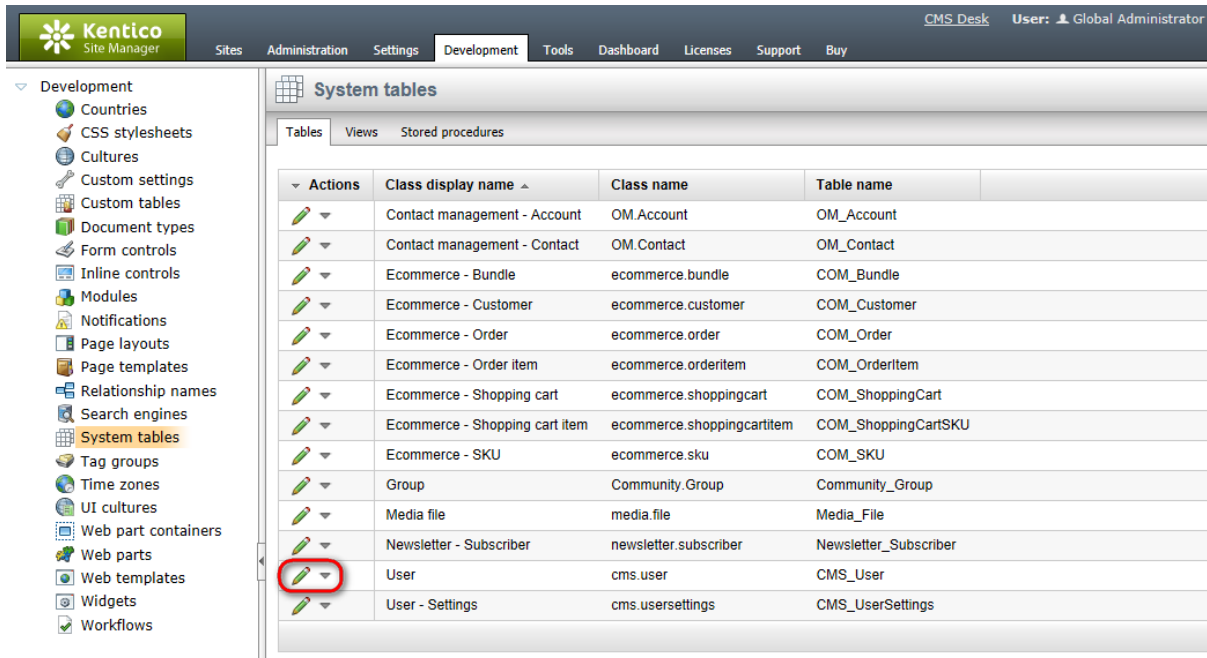 CMS Desk User: Global Administrator
Kentico
Site Manager
Sites Administration Settings Development Tools Dashboard Licenses Support Buy
Development
Countries
CSS stylesheets
Cultures
Custom settings
Custom tables
Document types
Form controls
Inline controls
Modules
Notifications
Page layouts
Page templates
Relationship names
Search engines
System tables
Tag groups
Time zones
UI cultures
Web part containers
Web parts
Web templates
Widgets
Workflows
System tables
Tables Views Stored procedures
Actions Class display name Class name Table name
Contact management - Account OM.Account OM_Account
Contact management - Contact OM.Contact OM_Contact
Ecommerce - Bundle ecommerce.bundle COM_Bundle
Ecommerce - Customer ecommerce.customer COM_Customer
Ecommerce - Order ecommerce.order COM_Order
Ecommerce - Order item ecommerce.orderitem COM_OrderItem
Ecommerce - Shopping cart ecommerce.shoppingcart COM_ShoppingCart
Ecommerce - Shopping cart item ecommerce.shoppingcartitem COM_ShoppingCartSKU
Ecommerce - SKU ecommerce.sku COM_SKU
Group Community.Group Community_Group
Media file media.file Media_File
Newsletter - Subscriber newsletter.subscriber Newsletter_Subscriber
User cms.user CMS_User
User - Settings cms.usersettings CMS_UserSettings